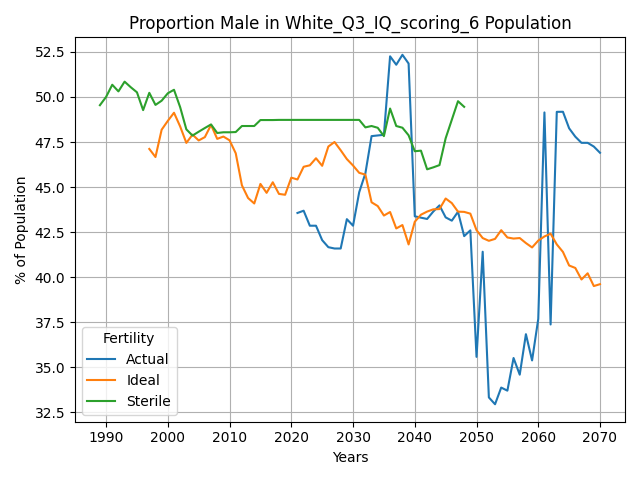 Proportion Male in White_Q3_IQ_scoring_6 Population
% of Population
52.5
50.0
47.5
45.0
42.5
40.0
37.5
35.0
32.5
Fertility
Actual
Ideal
Sterile
1990 2000 2010 2020 2030 2040 2050 2060 2070
Years